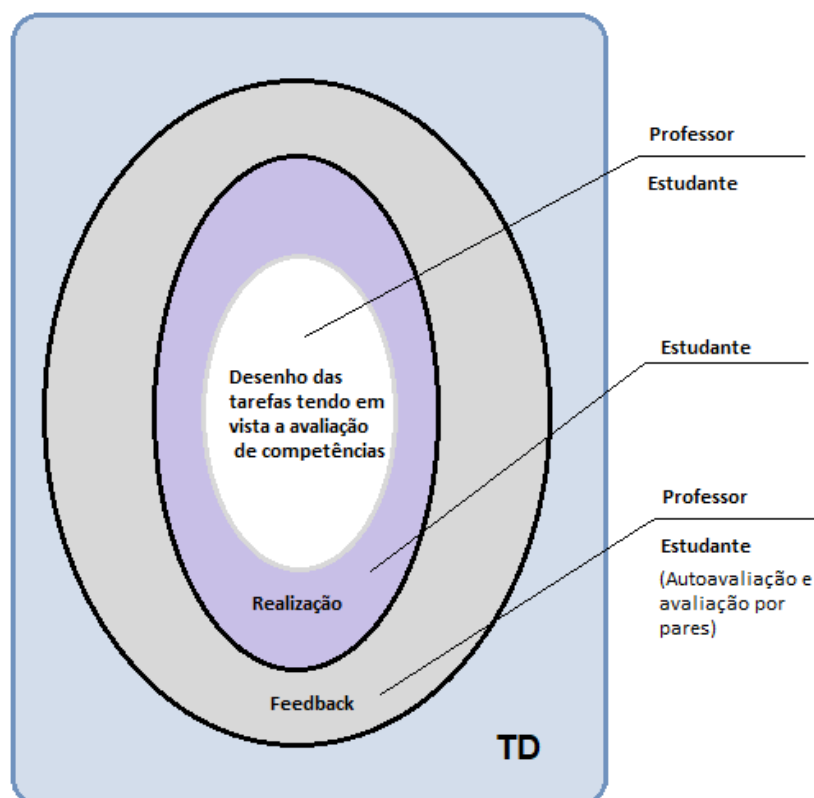 Professor
Estudante
Estudante
Desenho das
tarefas tendo em
vista a avaliação
de competências
Professor
Estudante
(Autoavaliação e
avaliação por
pares)
Realização
Feedback
TD